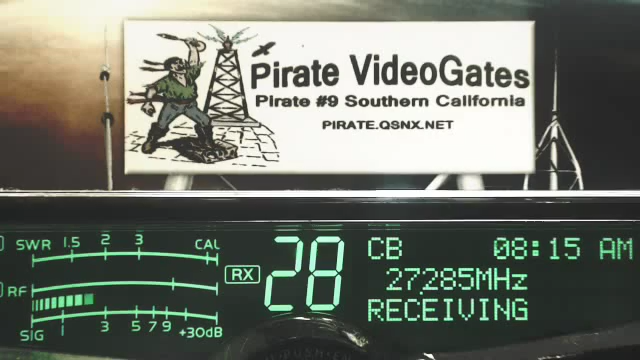 Pirate VideoGates
Pirate #9 Southern California
PIRATE.QSNX.NET
SWR 1.5 2 3 CAL
RF
SIG 1 3 5 7 9 +30dB
RX
28
CB 08:15 AM
27285MHz
RECEIVING